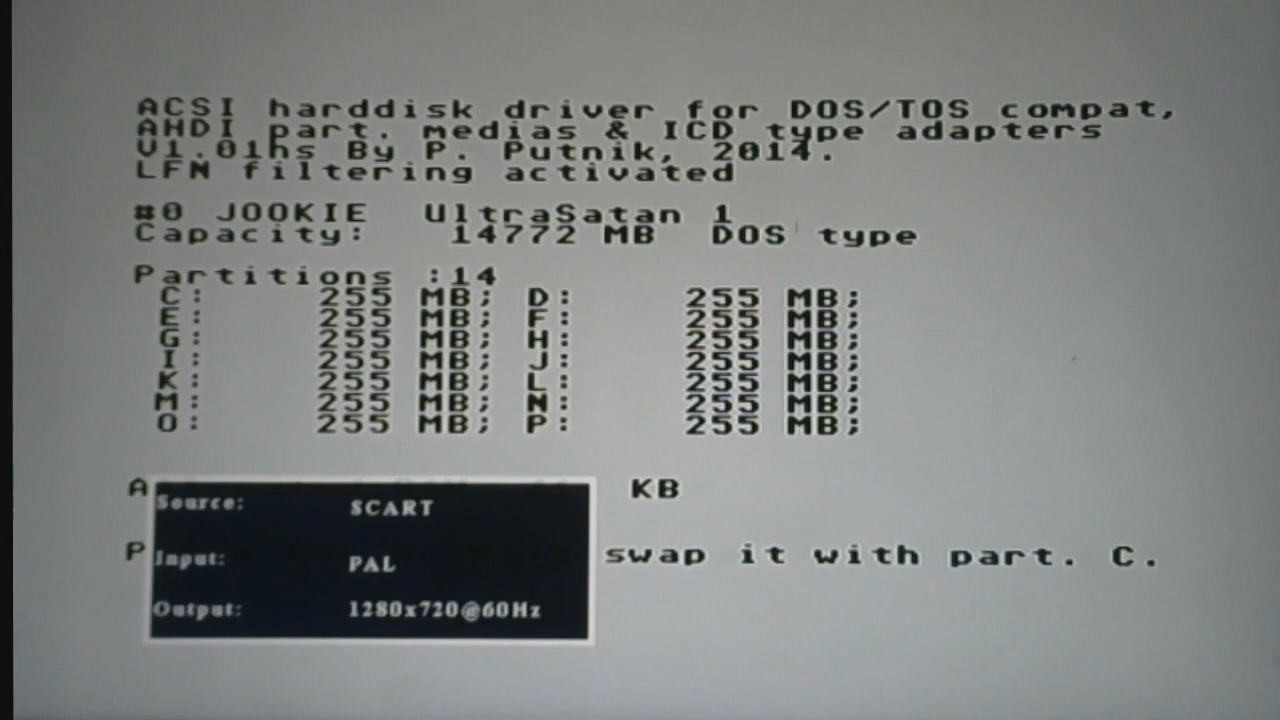 ACSI harddisk driver for DOS/TOS compat,
AHDI part. medias & ICD type adapters
V1.01hs By P. Putnik, 2014.
LFN filtering activated
#0 JOOKIE UltraSatan 1
Capacity: 14772 MB DOS type
Partitions :14
C: 255 MB; D: 255 MB;
E: 255 MB; F: 255 MB;
G: 255 MB; H: 255 MB;
I: 255 MB; J: 255 MB;
K: 255 MB; L: 255 MB;
M: 255 MB; N: 255 MB;
O: 255 MB; P: 255 MB;
A KB
P swap it with part. C.
Source: SCART
Input: PAL
Output: 1280x720@60Hz